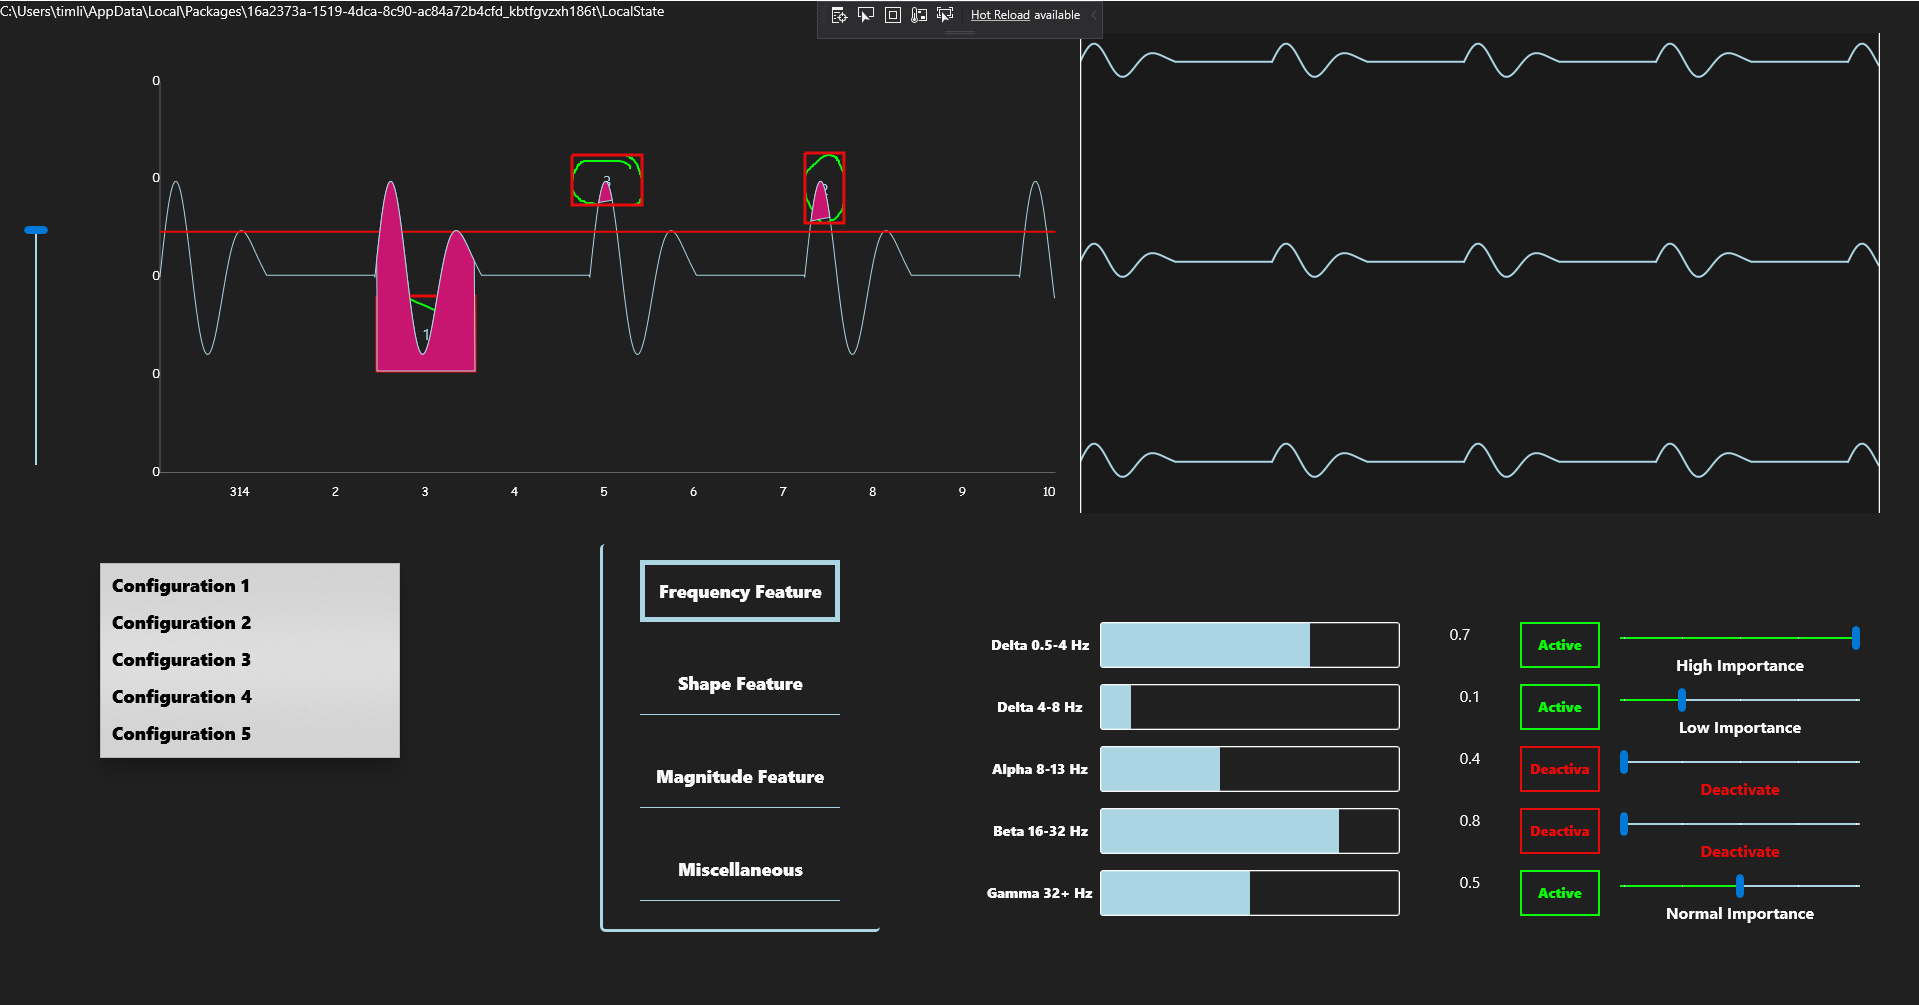 C:\Users\timli\AppData\Local\Packages\16a2373a-1519-4dca-8c90-ac84a72b4cfd_kbtfgvzxh186t\LocalState
Hot Reload available
0
0
0
0
0
3
2
1
314 2 3 4 5 6 7 8 9 10
Configuration 1
Configuration 2
Configuration 3
Configuration 4
Configuration 5
Frequency Feature
Shape Feature
Magnitude Feature
Miscellaneous
Delta 0.5-4 Hz 0.7 Active
High Importance
Delta 4-8 Hz 0.1 Active
Low Importance
Alpha 8-13 Hz 0.4 Deactiva
Deactivate
Beta 16-32 Hz 0.8 Deactiva
Deactivate
Gamma 32+ Hz 0.5 Active
Normal Importance